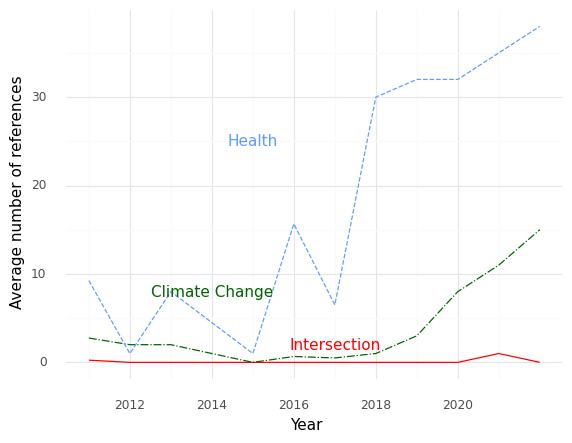 30
20
10
0
Average number of references
Health
Climate Change
Intersection
2012 2014 2016 2018 2020
Year